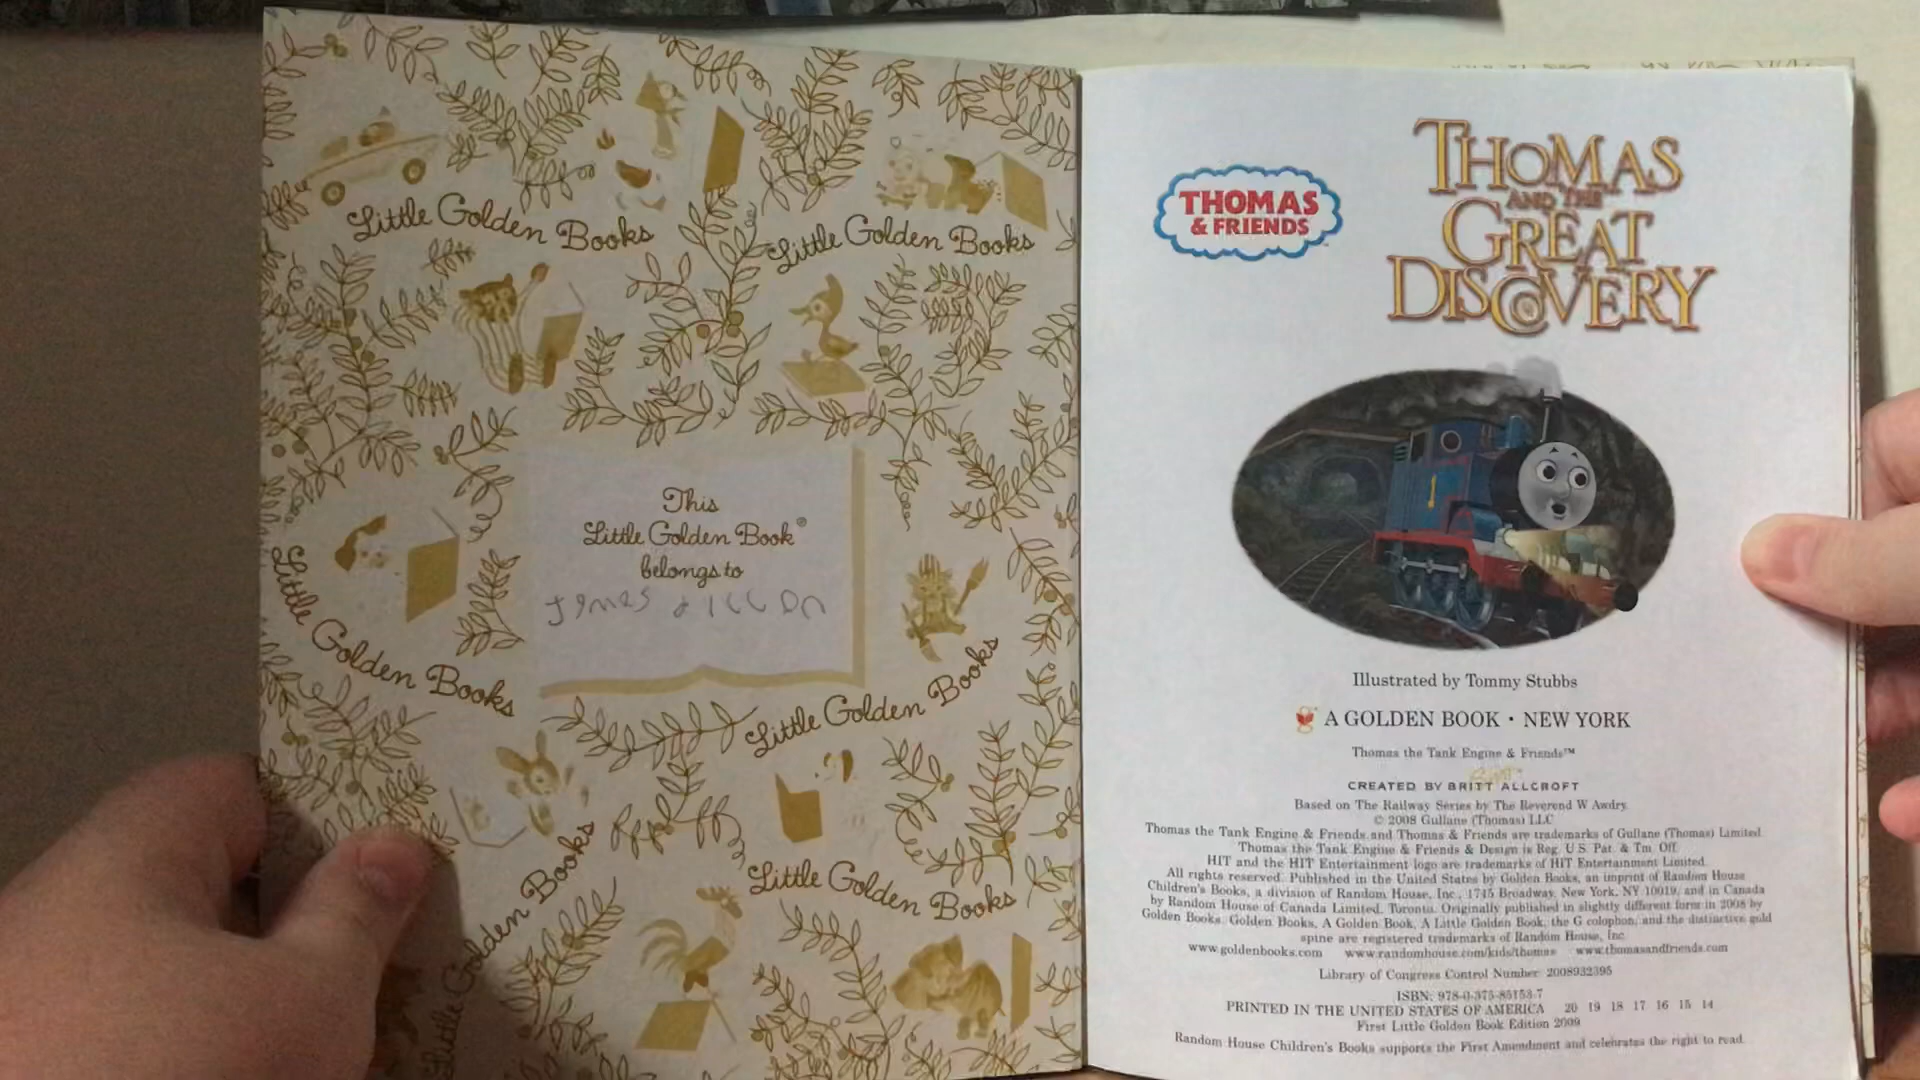 Little Golden Books
Little Golden Books
Little Golden Books
This
Little Golden Book®
belongs to
Little Golden Books
Little Golden Books
Little Golden Books
THOMAS
& FRIENDS™
THOMAS
AND THE
GREAT
DISCOVERY
1
Illustrated by Tommy Stubbs
A GOLDEN BOOK • NEW YORK
Thomas the Tank Engine & Friends™
CREATED BY BRITT ALLCROFT
Based on The Railway Series by The Reverend W Awdry.
© 2008 Gullane (Thomas) LLC.
Thomas the Tank Engine & Friends and Thomas & Friends are trademarks of Gullane (Thomas) Limited.
Thomas the Tank Engine & Friends & Design is Reg. U.S. Pat. & Tm. Off.
HIT and the HIT Entertainment logo are trademarks of HIT Entertainment Limited.
All rights reserved. Published in the United States by Golden Books, an imprint of Random House
Children's Books, a division of Random House, Inc., 1745 Broadway, New York, NY 10019, and in Canada
by Random House of Canada Limited, Toronto. Originally published in slightly different form in 2008 by
Golden Books. Golden Books, A Golden Book, A Little Golden Book, the G colophon, and the distinctive gold
spine are registered trademarks of Random House, Inc.
www.goldenbooks.com www.randomhouse.com/kids/thomas www.thomasandfriends.com
Library of Congress Control Number: 2008932395
ISBN: 978-0-375-85153-7
PRINTED IN THE UNITED STATES OF AMERICA 20 19 18 17 16 15 14
First Little Golden Book Edition 2009
Random House Children's Books supports the First Amendment and celebrates the right to read.